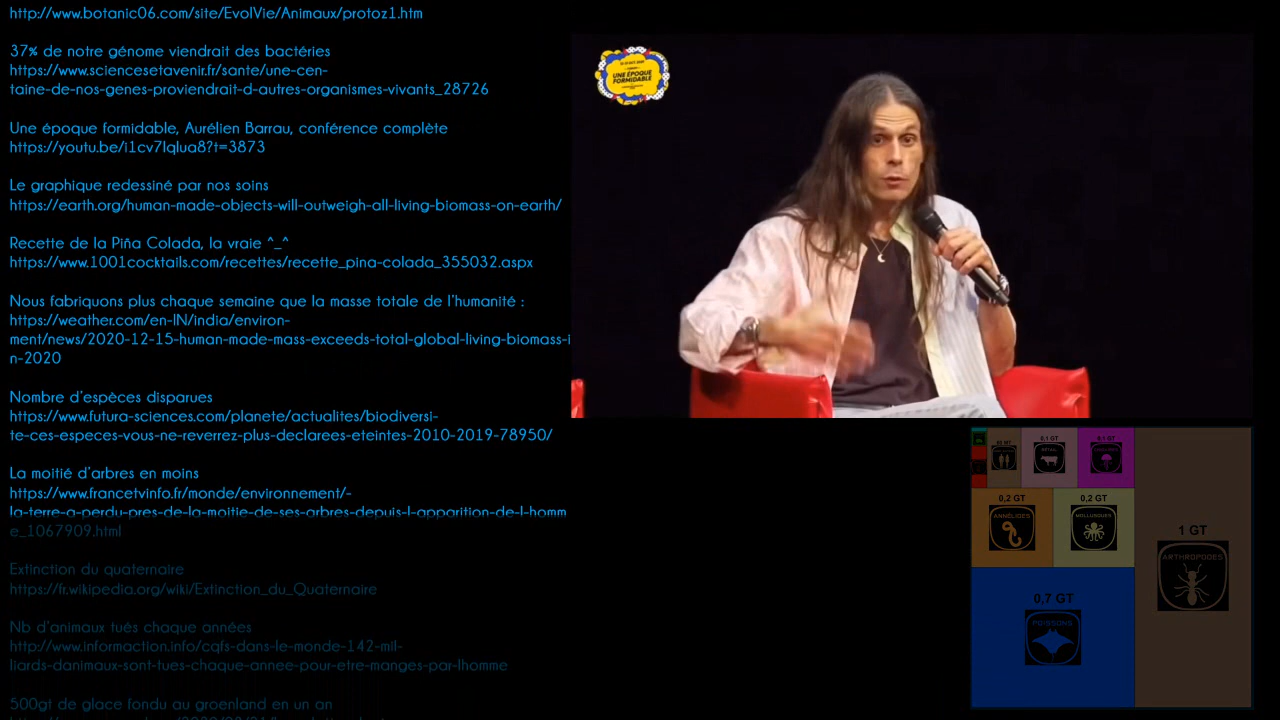 http://www.botanic06.com/site/EvolVie/Animaux/protoz1.htm
37% de notre génome viendrait des bactéries
https://www.sciencesetavenir.fr/sante/une-cen-
taine-de-nos-genes-proviendrait-d-autres-organismes-vivants_28726
Une époque formidable, Aurélien Barrau, conférence complète
https://youtu.be/i1cv7lqlua8?t=3873
Le graphique redessiné par nos soins
https://earth.org/human-made-objects-will-outweigh-all-living-biomass-on-earth/
Recette de la Piña Colada, la vraie ^_^
https://www.1001cocktails.com/recettes/recette_pina-colada_355032.aspx
Nous fabriquons plus chaque semaine que la masse totale de l'humanité :
https://weather.com/en-IN/india/environ-
ment/news/2020-12-15-human-made-mass-exceeds-total-global-living-biomass-i
n-2020
Nombre d'espèces disparues
https://www.futura-sciences.com/planete/actualites/biodiversi-
te-ces-especes-vous-ne-reverrez-plus-declarees-eteintes-2010-2019-78950/
La moitié d'arbres en moins
https://www.francetvinfo.fr/monde/environnement/-
la-terre-a-perdu-pres-de-la-moitie-de-ses-arbres-depuis-l-apparition-de-l-homm
e_1067909.html
Extinction du quaternaire
https://fr.wikipedia.org/wiki/Extinction_du_Quaternaire
Nb d'animaux tués chaque années
http://www.informaction.info/cqfs-dans-le-monde-142-mil-
liards-danimaux-sont-tues-chaque-annee-pour-etre-manges-par-lhomme
500gt de glace fondu au groenland en un an
UNE ÉPOQUE
FORMIDABLE
0,1 GT
BÉTAIL
0,1 GT
0,2 GT
ANNÉLIDES
0,2 GT
MOLLUSQUES
1 GT
ARTHROPODES
0,7 GT
POISSONS